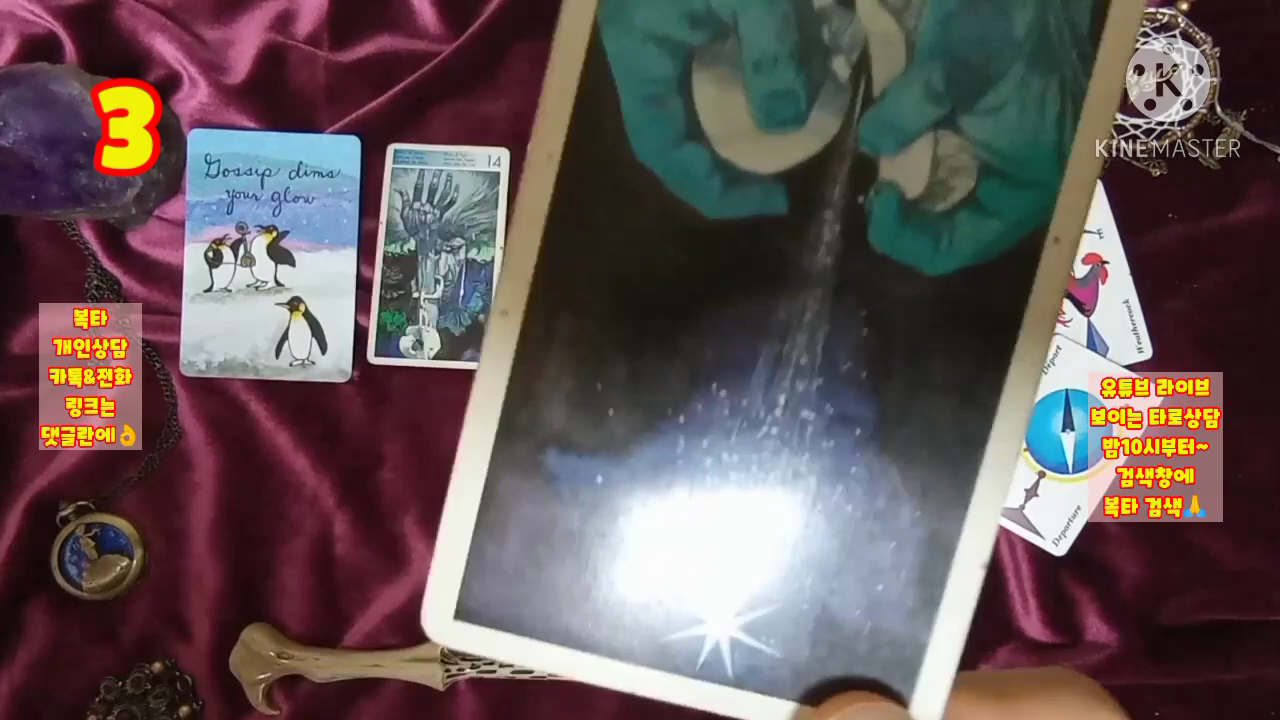 3
Gossip dims
your glow
14
복타
개인상담
카톡&전화
링크는
댓글란에👌
K
KINEMASTER
Weathercock
Depart
Departure
유튜브 라이브
보이는 타로상담
밤10시부터~
검색창에
복타 검색🙏